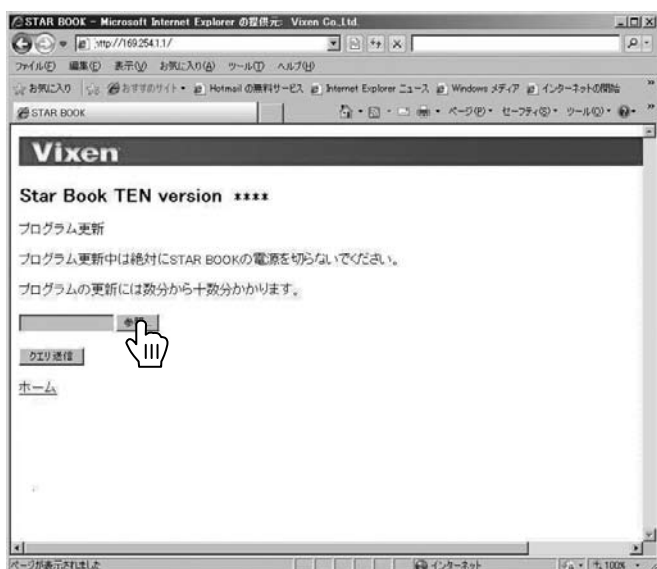 STAR BOOK - Microsoft Internet Explorer の提供元: Vixen Co.,Ltd.
http://169.254.1.1/
ファイル(F) 編集(E) 表示(V) お気に入り(A) ツール(T) ヘルプ(H)
お気に入り おすすめサイト Hotmail の無料サービス Internet Explorer ニュース Windows メディア インターネットの開始 »
STAR BOOK ページ(P) セーフティ(S) ツール(O) »
Vixen
Star Book TEN version ****
プログラム更新
プログラム更新中は絶対にSTAR BOOKの電源を切らないでください。
プログラムの更新には数分から十数分かかります。
クエリ送信
ホーム
ページが表示されました インターネット 100%